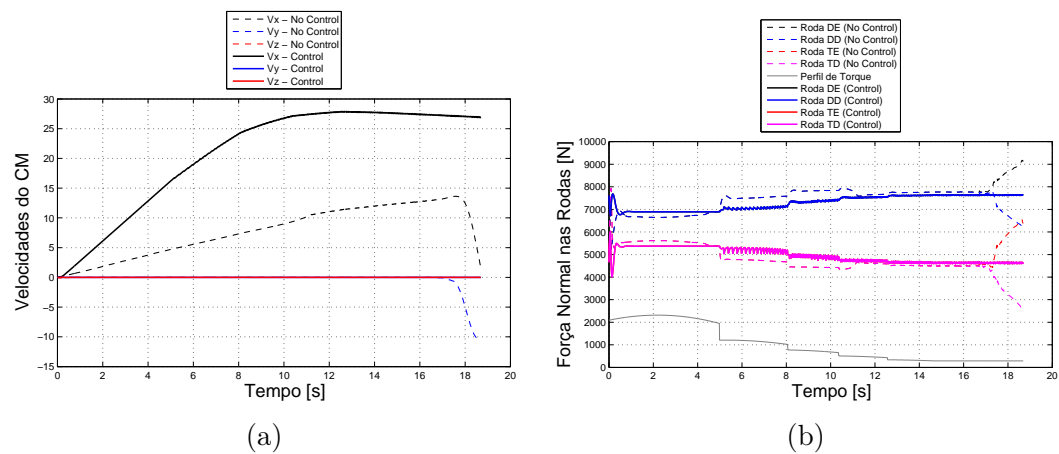 Vx − No Control
Vy − No Control
Vz − No Control
Vx − Control
Vy − Control
Vz − Control
30
25
20
15
10
5
0
−5
−10
−15
0 2 4 6 8 10 12 14 16 18 20
Velocidades do CM
Tempo [s]
(a)
Roda DE (No Control)
Roda DD (No Control)
Roda TE (No Control)
Roda TD (No Control)
Perfil de Torque
Roda DE (Control)
Roda DD (Control)
Roda TE (Control)
Roda TD (Control)
10000
9000
8000
7000
6000
5000
4000
3000
2000
1000
0
0 2 4 6 8 10 12 14 16 18 20
Força Normal nas Rodas [N]
Tempo [s]
(b)